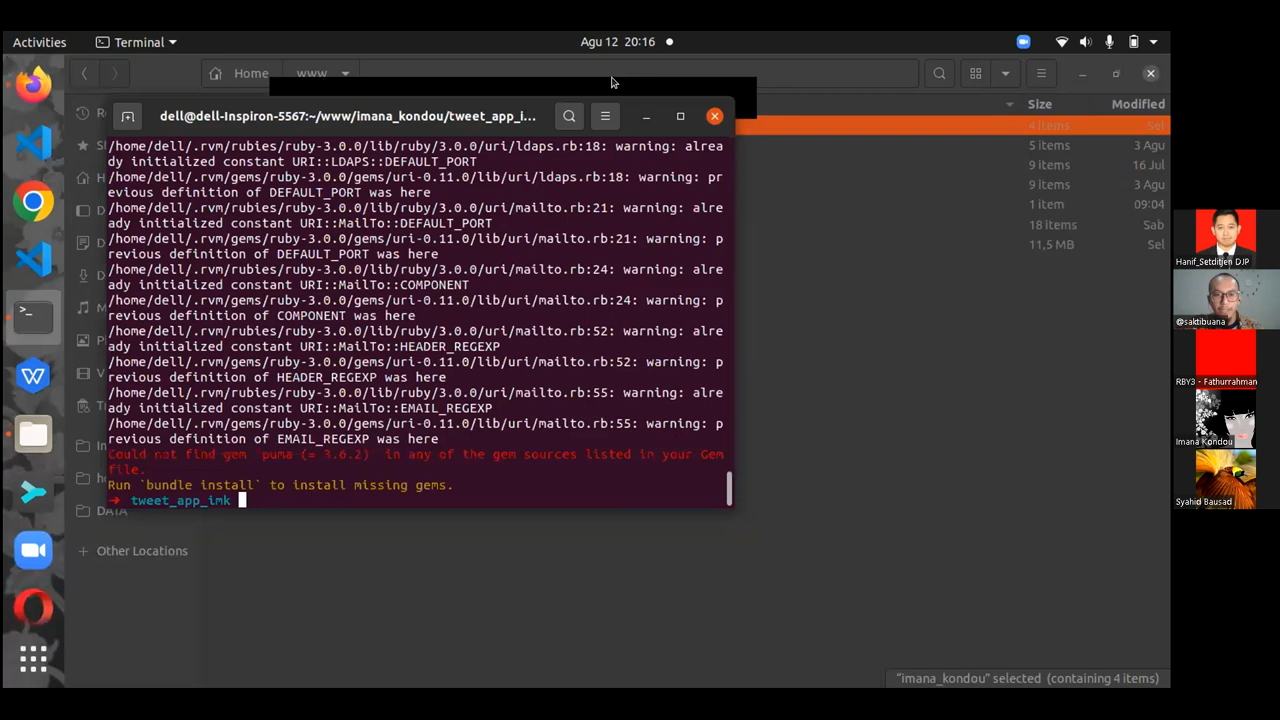 Activities
Terminal
Agu 12 20:16
Home
www
Size
Modified
dell@dell-Inspiron-5567:~/www/imana_kondou/tweet_app_i...
4 items
Sel
5 items
3 Agu
9 items
16 Jul
9 items
3 Agu
1 item
09:04
18 items
Sab
11,5 MB
Sel
/home/dell/.rvm/rubies/ruby-3.0.0/lib/ruby/3.0.0/uri/ldaps.rb:18: warning: alrea
dy initialized constant URI::LDAPS::DEFAULT_PORT
/home/dell/.rvm/gems/ruby-3.0.0/gems/uri-0.11.0/lib/uri/ldaps.rb:18: warning: pr
evious definition of DEFAULT_PORT was here
/home/dell/.rvm/rubies/ruby-3.0.0/lib/ruby/3.0.0/uri/mailto.rb:21: warning: alre
ady initialized constant URI::MailTo::DEFAULT_PORT
/home/dell/.rvm/gems/ruby-3.0.0/gems/uri-0.11.0/lib/uri/mailto.rb:21: warning: p
revious definition of DEFAULT_PORT was here
/home/dell/.rvm/rubies/ruby-3.0.0/lib/ruby/3.0.0/uri/mailto.rb:24: warning: alre
ady initialized constant URI::MailTo::COMPONENT
/home/dell/.rvm/gems/ruby-3.0.0/gems/uri-0.11.0/lib/uri/mailto.rb:24: warning: p
revious definition of COMPONENT was here
/home/dell/.rvm/rubies/ruby-3.0.0/lib/ruby/3.0.0/uri/mailto.rb:52: warning: alre
ady initialized constant URI::MailTo::HEADER_REGEXP
/home/dell/.rvm/gems/ruby-3.0.0/gems/uri-0.11.0/lib/uri/mailto.rb:52: warning: p
revious definition of HEADER_REGEXP was here
/home/dell/.rvm/rubies/ruby-3.0.0/lib/ruby/3.0.0/uri/mailto.rb:55: warning: alre
ady initialized constant URI::MailTo::EMAIL_REGEXP
/home/dell/.rvm/gems/ruby-3.0.0/gems/uri-0.11.0/lib/uri/mailto.rb:55: warning: p
revious definition of EMAIL_REGEXP was here
Could not find gem 'puma (= 3.6.2)' in any of the gem sources listed in your Gem
file.
Run `bundle install` to install missing gems.
→ tweet_app_imk
DATA
+ Other Locations
"imana_kondou" selected (containing 4 items)
Hanif_Setditjen DJP
@saktibuana
RBY3 - Fathurrahman
Imana Kondou
Syahid Bausad